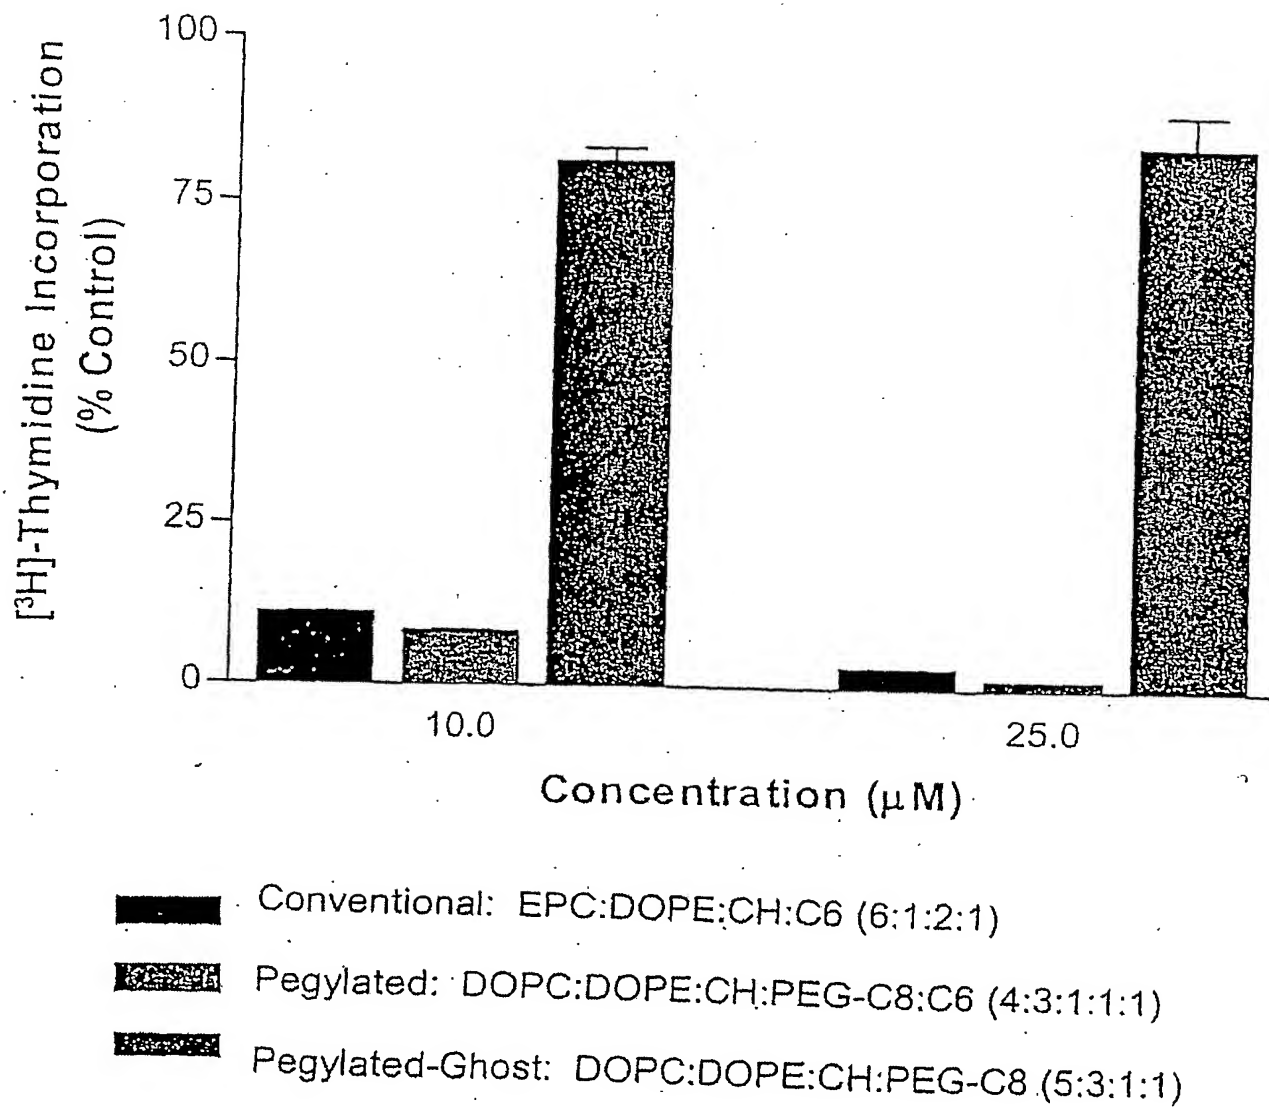 100
75
50
25
0
[³H]-Thymidine Incorporation
(% Control)
10.0
25.0
Concentration (μM)
Conventional: EPC:DOPE:CH:C6 (6:1:2:1)
Pegylated: DOPC:DOPE:CH:PEG-C8:C6 (4:3:1:1:1)
Pegylated-Ghost: DOPC:DOPE:CH:PEG-C8 (5:3:1:1)